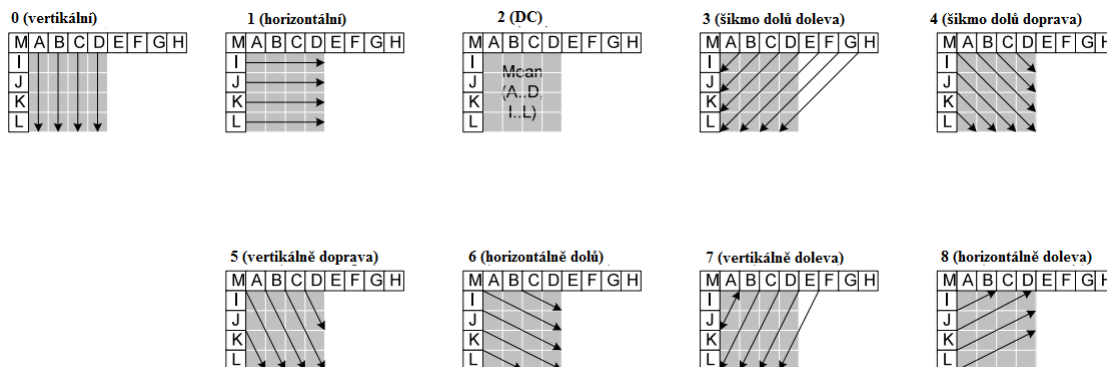 0 (vertikální)
1 (horizontální)
2 (DC)
3 (šikmo dolů doleva)
4 (šikmo dolů doprava)
M A B C D E F G H
I
J
K
L
M A B C D E F G H
I
J
K
L
M A B C D E F G H
I
J
K
L
Mean
(A..D
I..L)
M A B C D E F G H
I
J
K
L
M A B C D E F G H
I
J
K
L
5 (vertikálně doprava)
6 (horizontálně dolů)
7 (vertikálně doleva)
8 (horizontálně doleva)
M A B C D E F G H
I
J
K
L
M A B C D E F G H
I
J
K
L
M A B C D E F G H
I
J
K
L
M A B C D E F G H
I
J
K
L